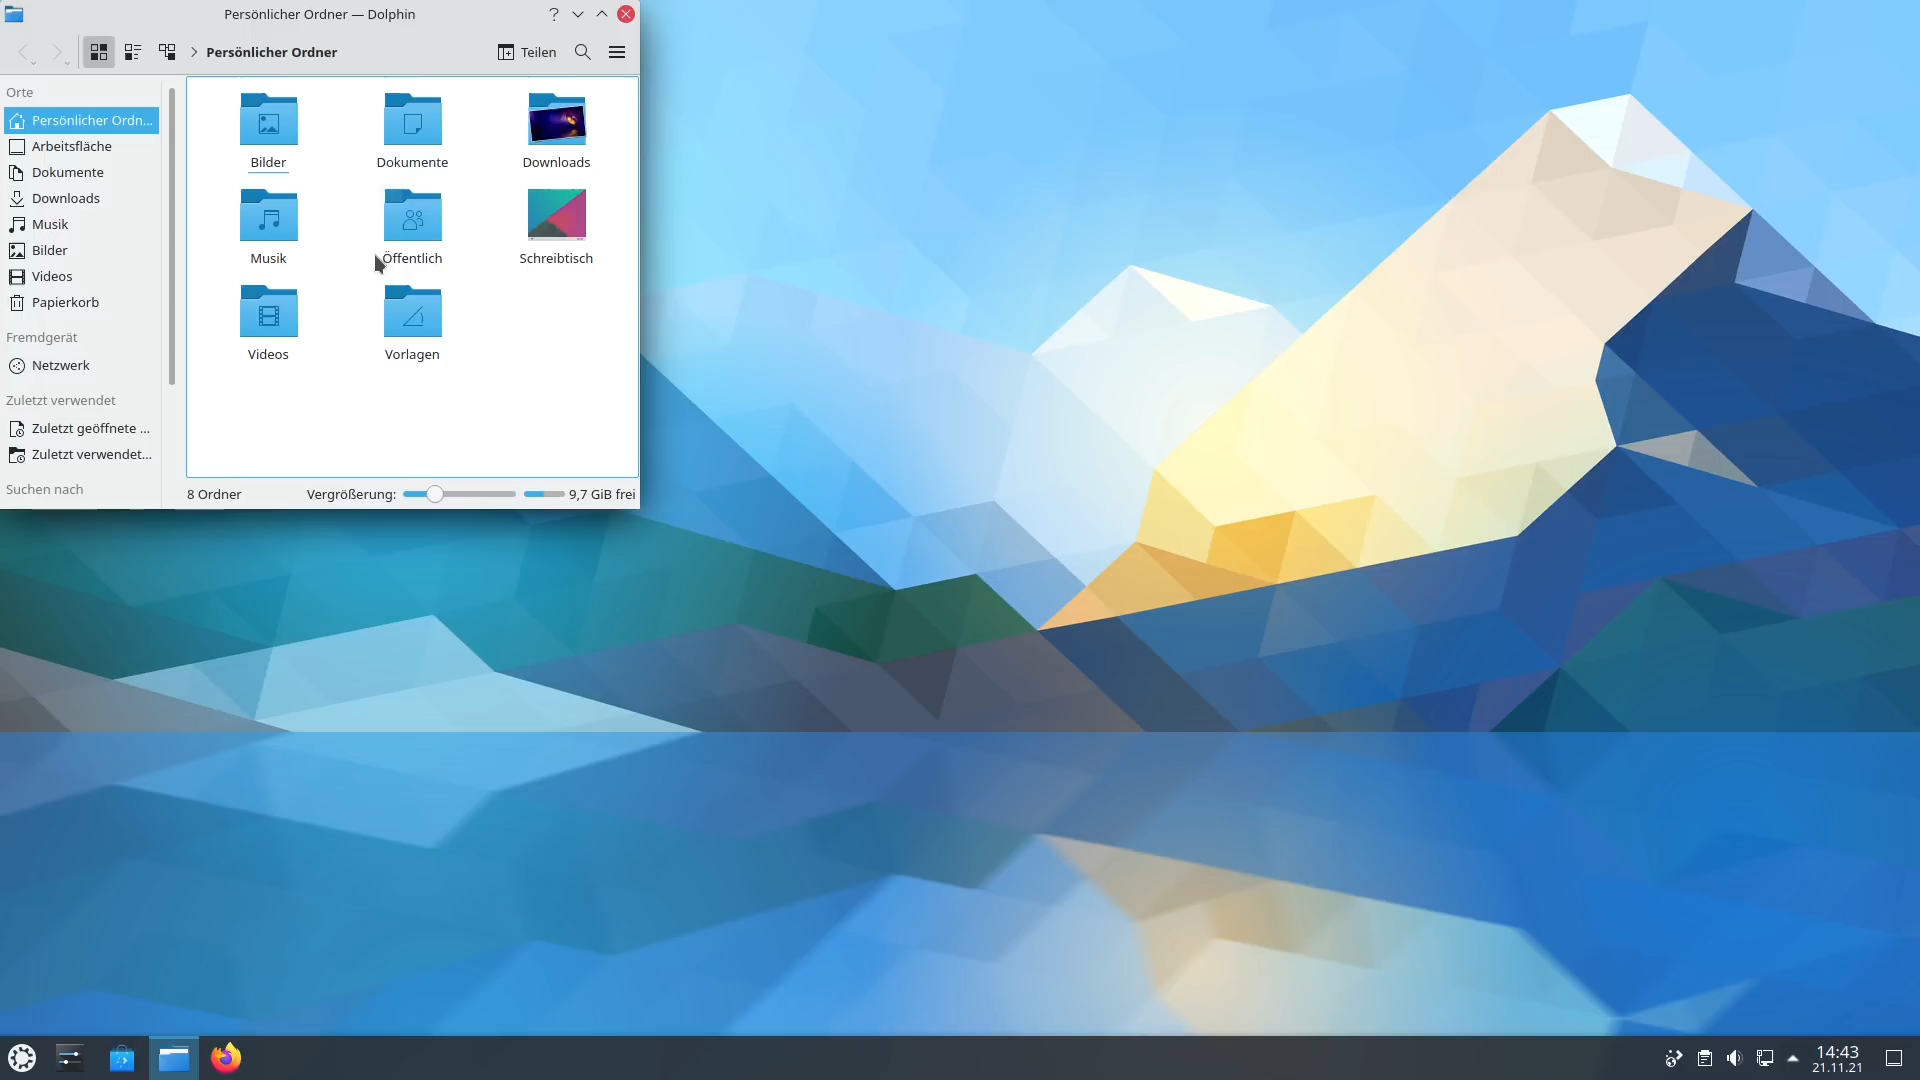 Persönlicher Ordner — Dolphin
Persönlicher Ordner
Teilen
Orte
Persönlicher Ordn...
Arbeitsfläche
Dokumente
Downloads
Musik
Bilder
Videos
Papierkorb
Fremdgerät
Netzwerk
Zuletzt verwendet
Zuletzt geöffnete ...
Zuletzt verwendet...
Suchen nach
Bilder
Dokumente
Downloads
Musik
Öffentlich
Schreibtisch
Videos
Vorlagen
8 Ordner
Vergrößerung:
9,7 GiB frei
14:43
21.11.21